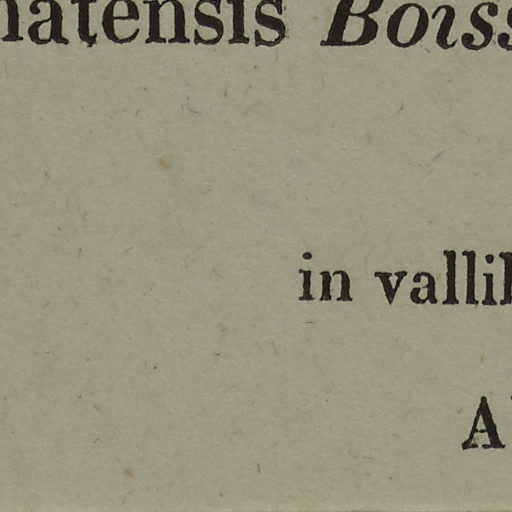 natensis Boiss
in vallib
A